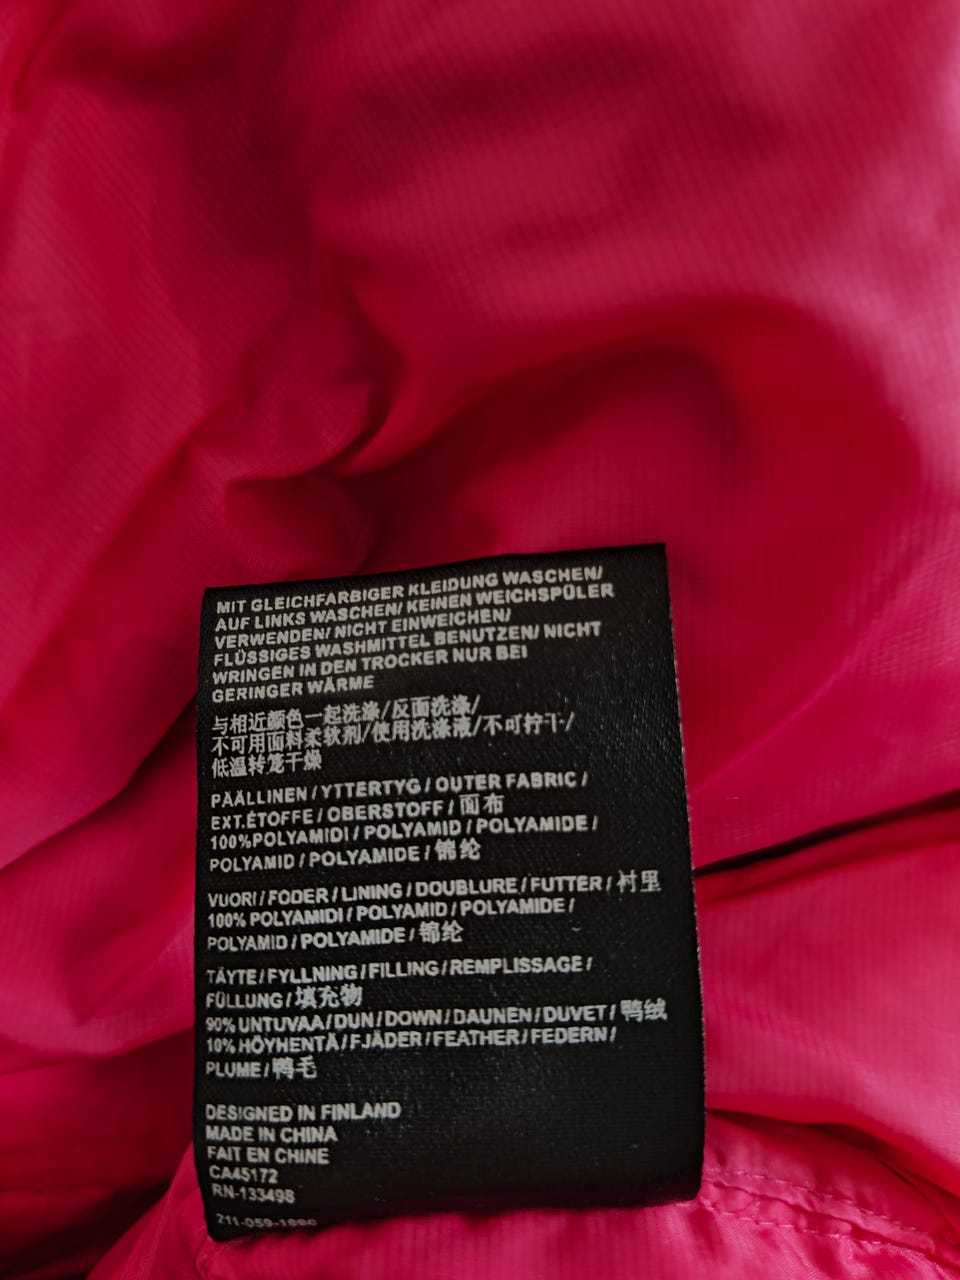 MIT GLEICHFARBIGER KLEIDUNG WASCHEN/
AUF LINKS WASCHEN/ KEINEN WEICHSPÜLER
VERWENDEN/ NICHT EINWEICHEN/
FLÜSSIGES WASHMITTEL BENUTZEN/ NICHT
WRINGEN IN DEN TROCKER NUR BEI
GERINGER WÄRME
与相近颜色一起洗涤/反面洗涤/
不可用面料柔软剂/使用洗涤液/不可拧干/
低温转笼干燥
PÄÄLLINEN / YTTERTYG / OUTER FABRIC /
EXT.ÉTOFFE / OBERSTOFF / 面布
100%POLYAMIDI / POLYAMID / POLYAMIDE /
POLYAMID / POLYAMIDE / 锦纶
VUORI / FODER / LINING / DOUBLURE / FUTTER / 衬里
100% POLYAMIDI / POLYAMID / POLYAMIDE /
POLYAMID / POLYAMIDE / 锦纶
TÄYTE / FYLLNING / FILLING / REMPLISSAGE /
FÜLLUNG / 填充物
90% UNTUVAA / DUN / DOWN / DAUNEN / DUVET / 鸭绒
10% HÖYHENTÄ / FJÄDER / FEATHER / FEDERN /
PLUME / 鸭毛
DESIGNED IN FINLAND
MADE IN CHINA
FAIT EN CHINE
CA45172
RN-133498